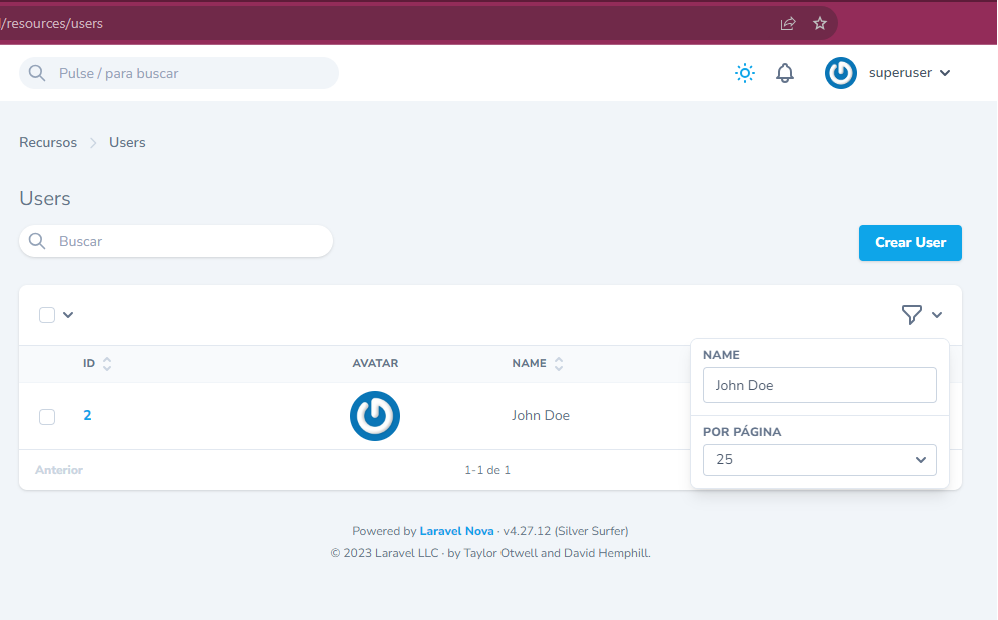 /resources/users
Pulse / para buscar
superuser
Recursos > Users
Users
Buscar
Crear User
ID AVATAR NAME
NAME
John Doe
2 John Doe
POR PÁGINA
25
Anterior 1-1 de 1
Powered by Laravel Nova · v4.27.12 (Silver Surfer)
© 2023 Laravel LLC · by Taylor Otwell and David Hemphill.